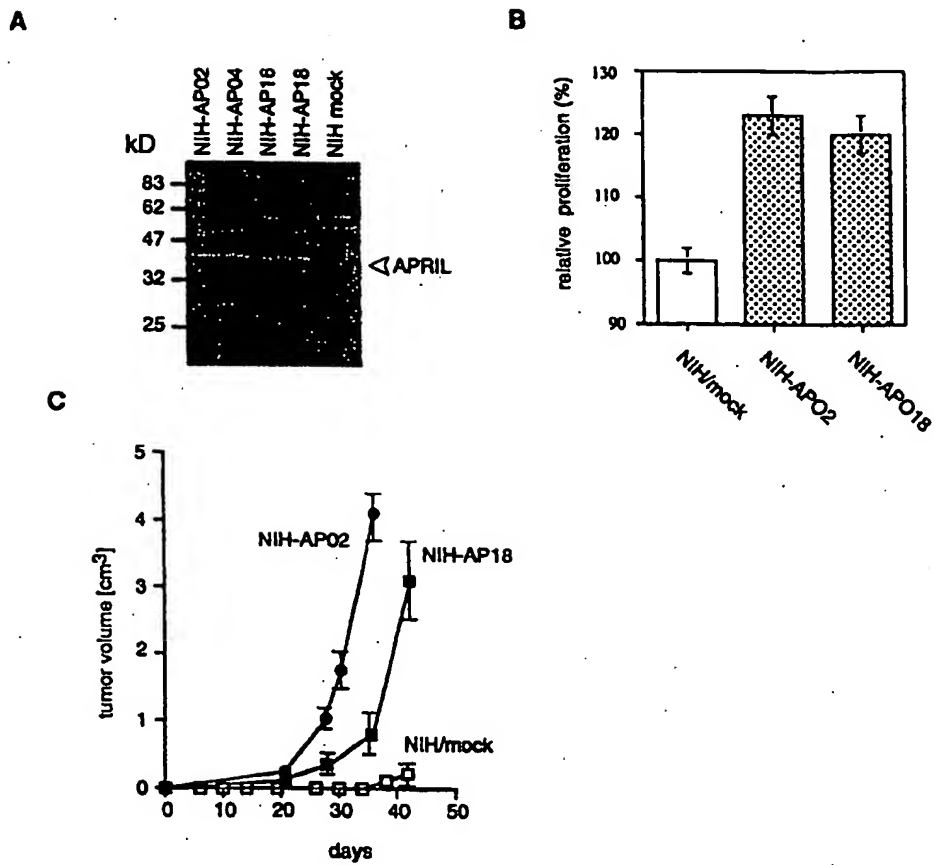 A
NIH-AP02
NIH-AP04
NIH-AP16
NIH-AP18
NIH mock
kD
83
62
47
32
25
APRIL
B
relative proliferation (%)
130
120
110
100
90
NIH/mock
NIH-APO2
NIH-APO18
C
tumor volume [cm³]
5
4
3
2
1
0
NIH-AP02
NIH-AP18
NIH/mock
0 10 20 30 40 50
days